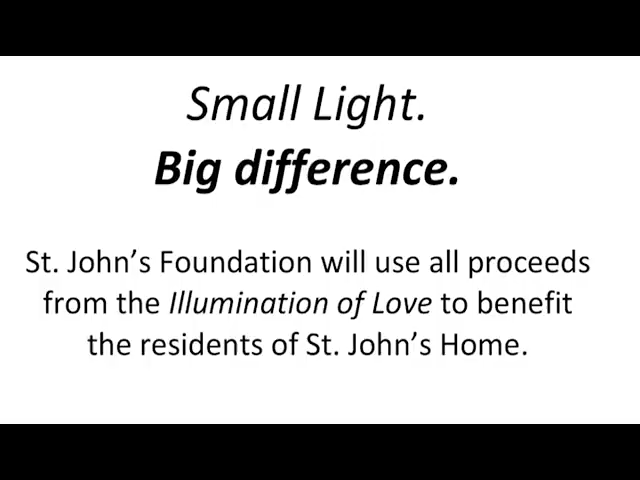 Small Light.
Big difference.
St. John’s Foundation will use all proceeds
from the Illumination of Love to benefit
the residents of St. John’s Home.